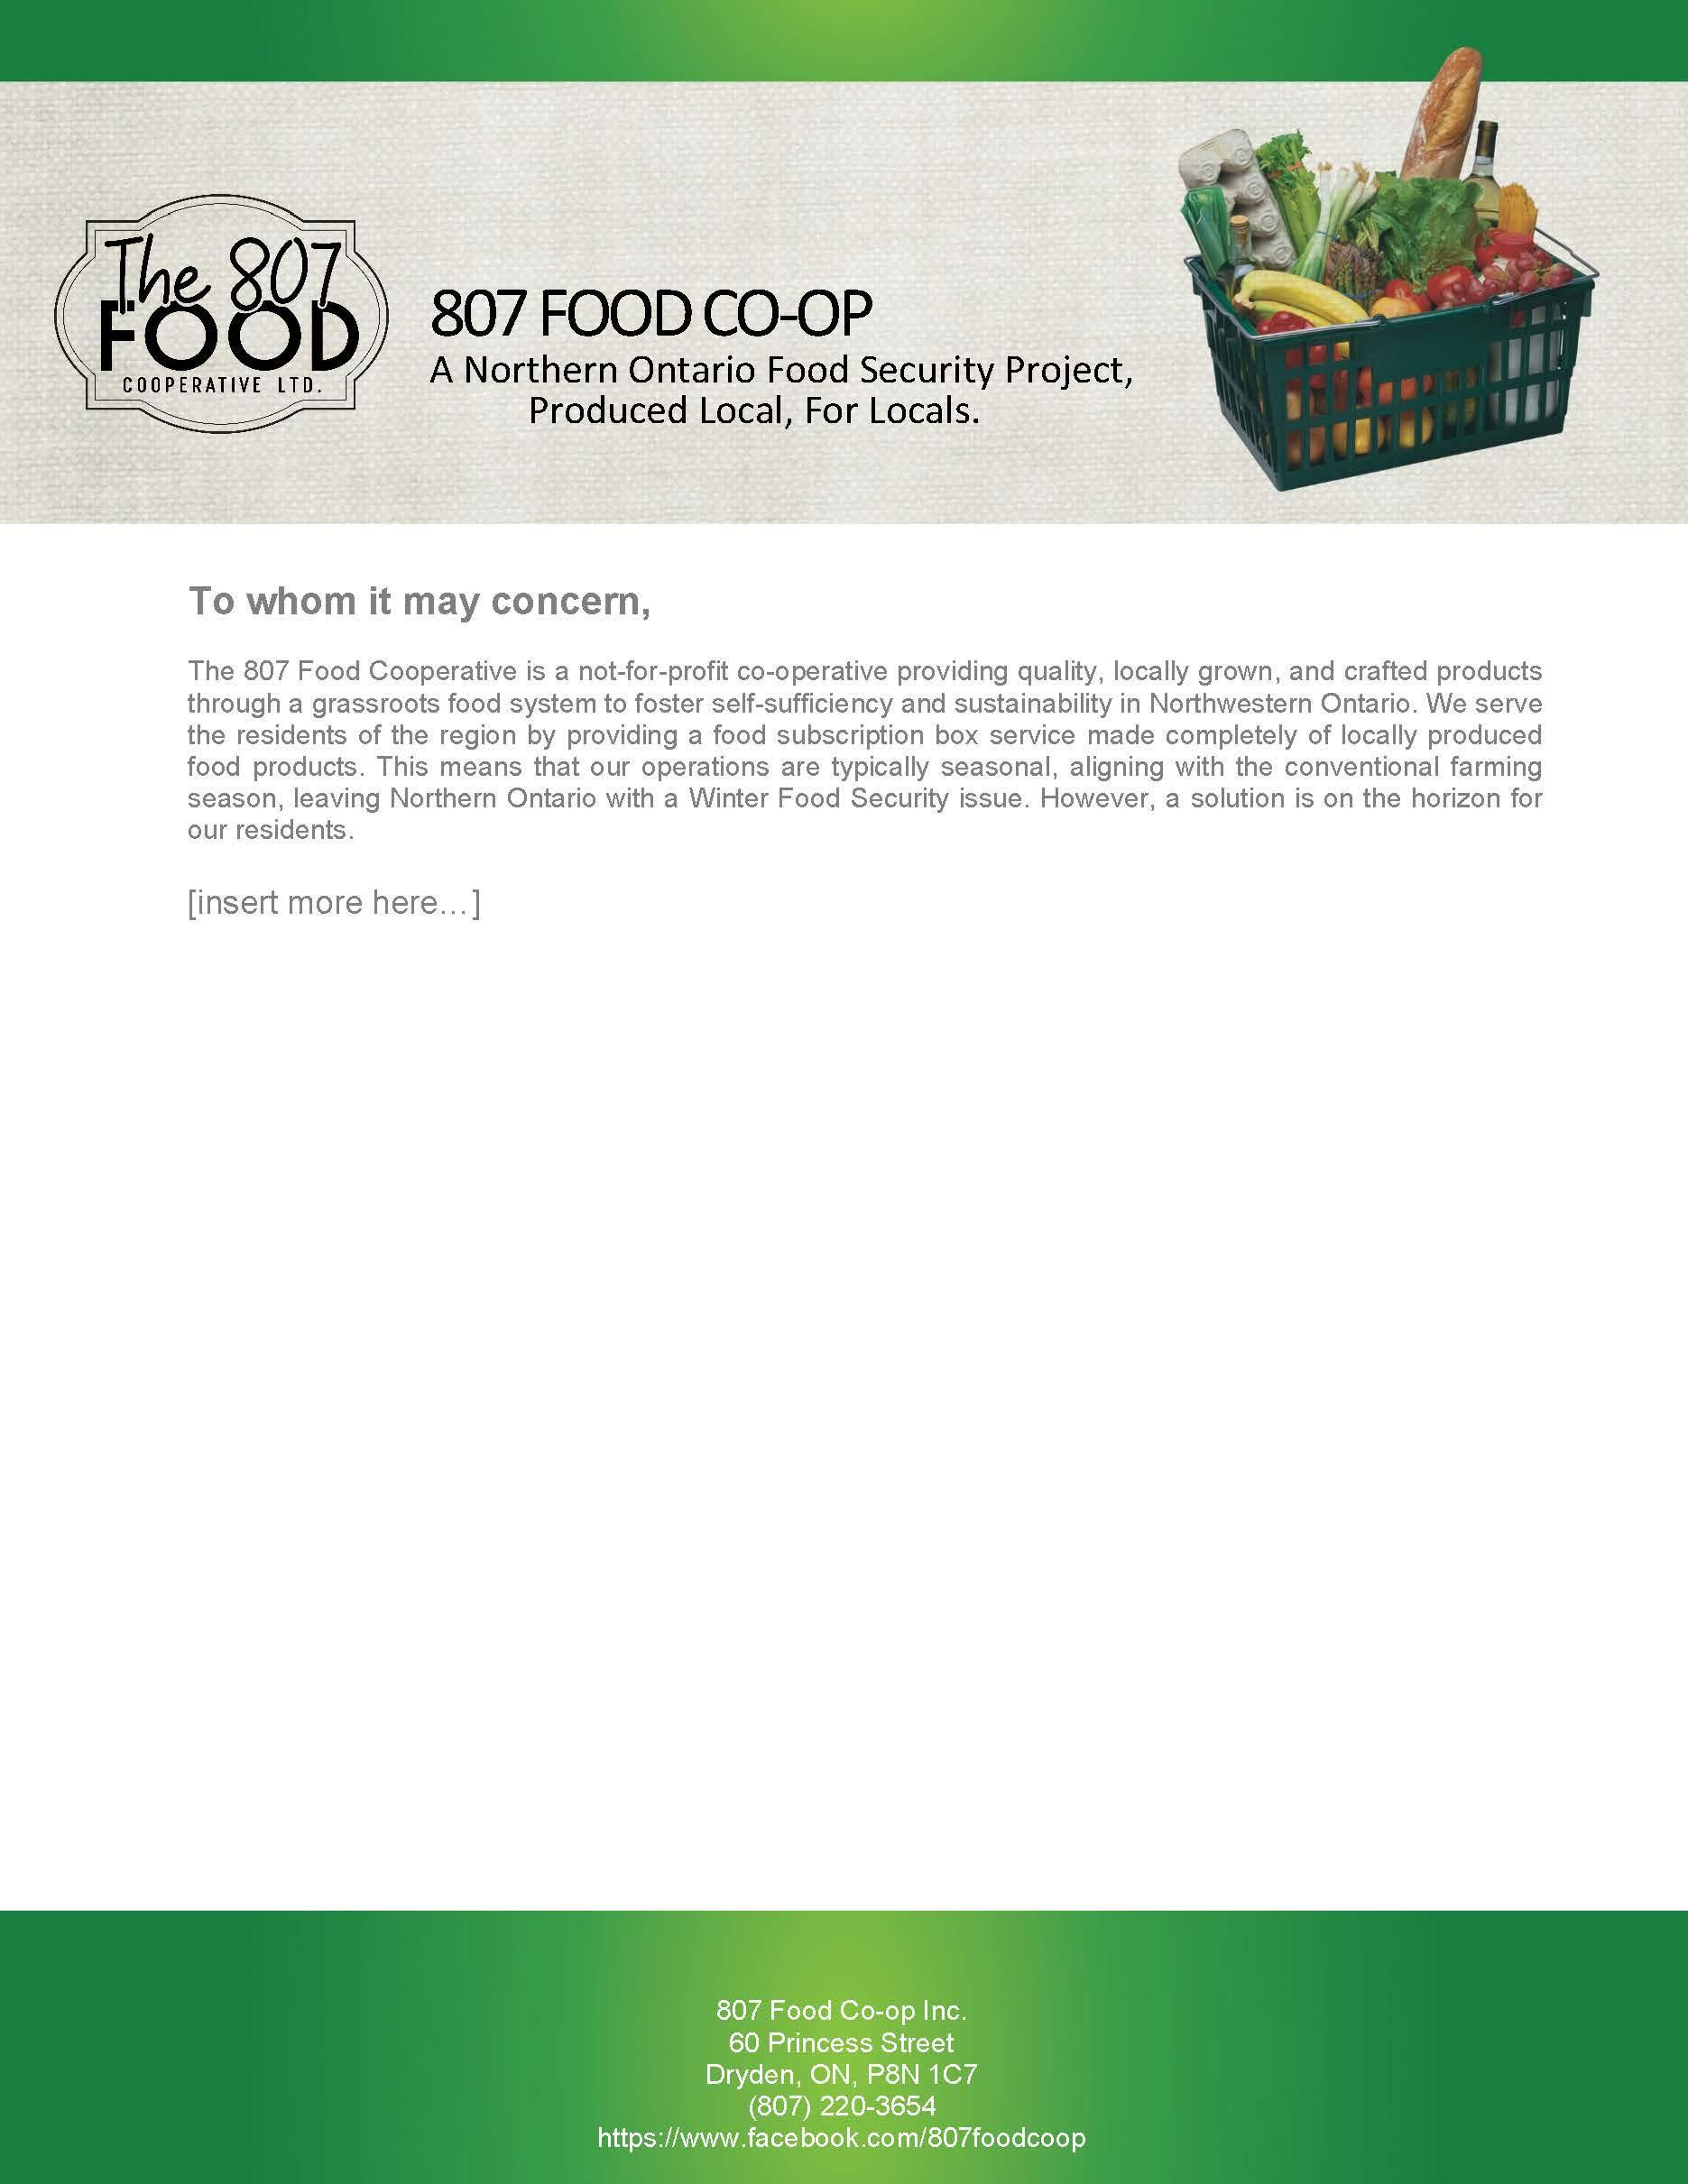 The 807
FOOD
COOPERATIVE LTD.
807 FOOD CO-OP
A Northern Ontario Food Security Project,
Produced Local, For Locals.
To whom it may concern,
The 807 Food Cooperative is a not-for-profit co-operative providing quality, locally grown, and crafted products
through a grassroots food system to foster self-sufficiency and sustainability in Northwestern Ontario. We serve
the residents of the region by providing a food subscription box service made completely of locally produced
food products. This means that our operations are typically seasonal, aligning with the conventional farming
season, leaving Northern Ontario with a Winter Food Security issue. However, a solution is on the horizon for
our residents.
[insert more here…]
807 Food Co-op Inc.
60 Princess Street
Dryden, ON, P8N 1C7
(807) 220-3654
https://www.facebook.com/807foodcoop